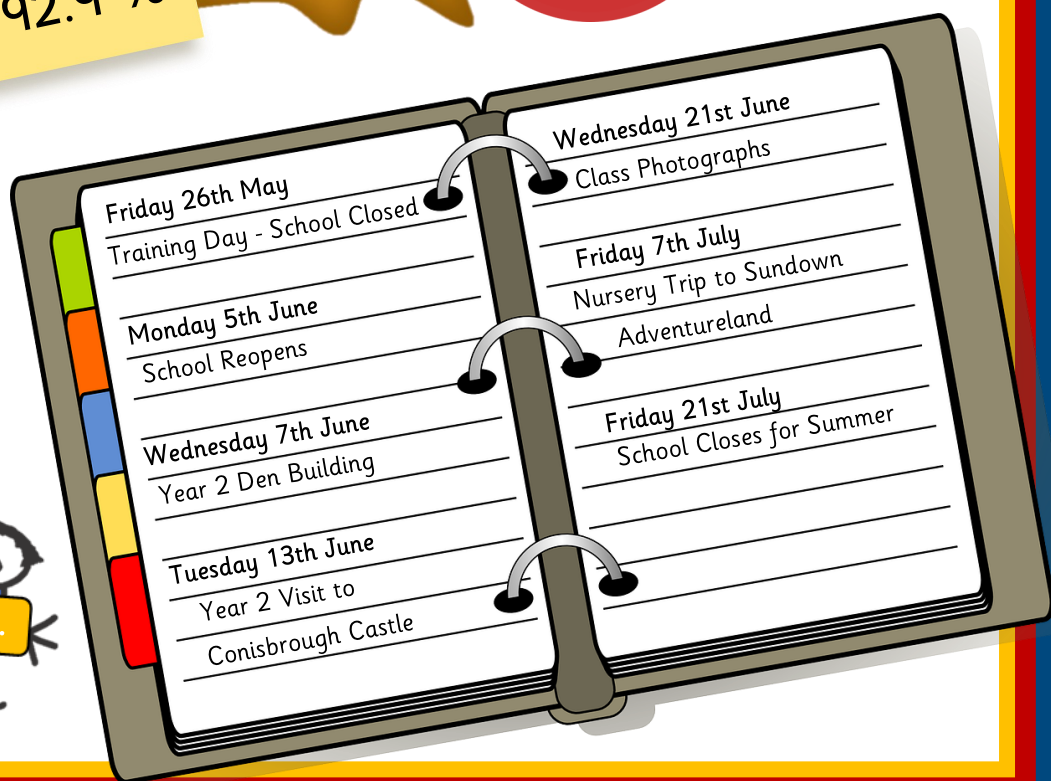 92.9 %
Friday 26th May
Training Day - School Closed
Monday 5th June
School Reopens
Wednesday 7th June
Year 2 Den Building
Tuesday 13th June
Year 2 Visit to
Conisbrough Castle
Wednesday 21st June
Class Photographs
Friday 7th July
Nursery Trip to Sundown
Adventureland
Friday 21st July
School Closes for Summer